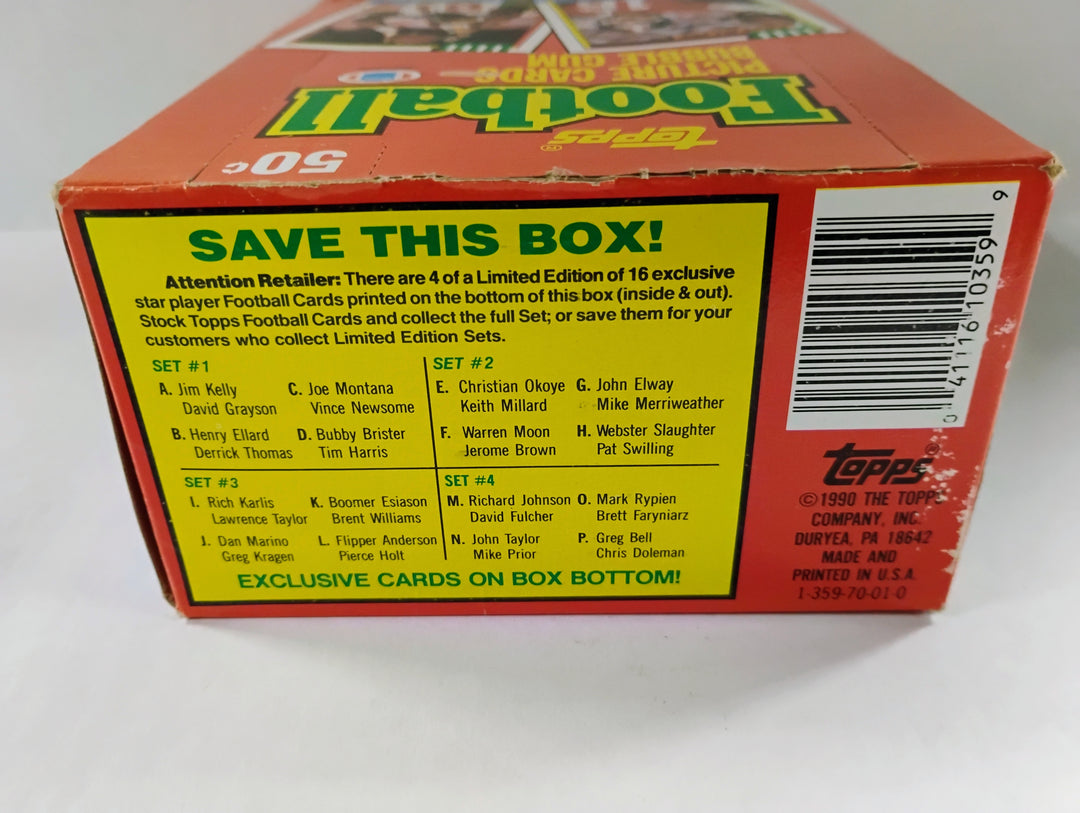 PICTURE CARDS
BUBBLE GUM
Football
topps
50¢
SAVE THIS BOX!
Attention Retailer: There are 4 of a Limited Edition of 16 exclusive
star player Football Cards printed on the bottom of this box (inside & out).
Stock Topps Football Cards and collect the full Set; or save them for your
customers who collect Limited Edition Sets.
SET #1
A. Jim Kelly C. Joe Montana
David Grayson Vince Newsome
B. Henry Ellard D. Bubby Brister
Derrick Thomas Tim Harris
SET #2
E. Christian Okoye G. John Elway
Keith Millard Mike Merriweather
F. Warren Moon H. Webster Slaughter
Jerome Brown Pat Swilling
SET #3
I. Rich Karlis K. Boomer Esiason
Lawrence Taylor Brent Williams
J. Dan Marino L. Flipper Anderson
Greg Kragen Pierce Holt
SET #4
M. Richard Johnson O. Mark Rypien
David Fulcher Brett Faryniarz
N. John Taylor P. Greg Bell
Mike Prior Chris Doleman
EXCLUSIVE CARDS ON BOX BOTTOM!
0 41116 10359 9
topps®
© 1990 THE TOPPS
COMPANY, INC.
DURYEA, PA 18642
MADE AND
PRINTED IN U.S.A.
1-359-70-01-0